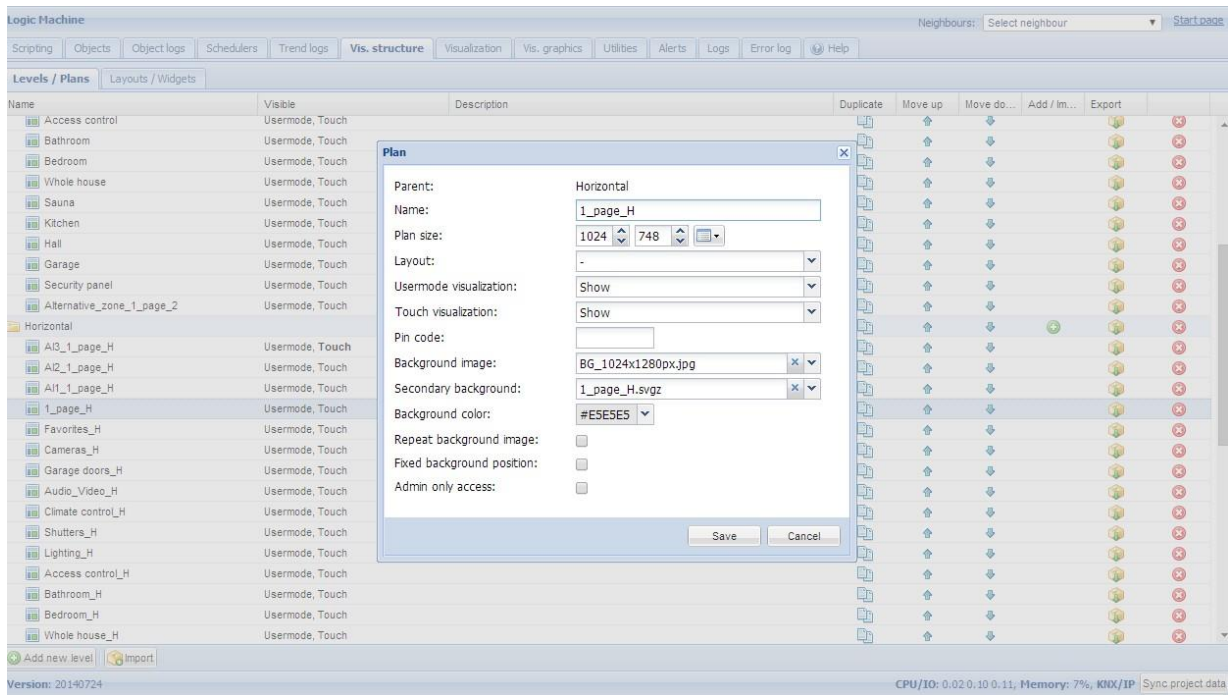 Logic Machine
Neighbours: Select neighbour Start page
Scripting Objects Object logs Schedulers Trend logs Vis. structure Visualization Vis. graphics Utilities Alerts Logs Error log Help
Levels / Plans Layouts / Widgets
Name Visible Description Duplicate Move up Move do... Add / Im... Export
Access control Usermode, Touch
Bathroom Usermode, Touch
Bedroom Usermode, Touch
Whole house Usermode, Touch
Sauna Usermode, Touch
Kitchen Usermode, Touch
Hall Usermode, Touch
Garage Usermode, Touch
Security panel Usermode, Touch
Alternative_zone_1_page_2 Usermode, Touch
Horizontal
AI3_1_page_H Usermode, Touch
AI2_1_page_H Usermode, Touch
AI1_1_page_H Usermode, Touch
1_page_H Usermode, Touch
Favorites_H Usermode, Touch
Cameras_H Usermode, Touch
Garage doors_H Usermode, Touch
Audio_Video_H Usermode, Touch
Climate control_H Usermode, Touch
Shutters_H Usermode, Touch
Lighting_H Usermode, Touch
Access control_H Usermode, Touch
Bathroom_H Usermode, Touch
Bedroom_H Usermode, Touch
Whole house_H Usermode, Touch
Plan
Parent: Horizontal
Name: 1_page_H
Plan size: 1024 748
Layout: -
Usermode visualization: Show
Touch visualization: Show
Pin code:
Background image: BG_1024x1280px.jpg
Secondary background: 1_page_H.svgz
Background color: #E5E5E5
Repeat background image:
Fixed background position:
Admin only access:
Save Cancel
Add new level Import
Version: 20140724 CPU/IO: 0.02 0.10 0.11, Memory: 7%, KNX/IP Sync project data